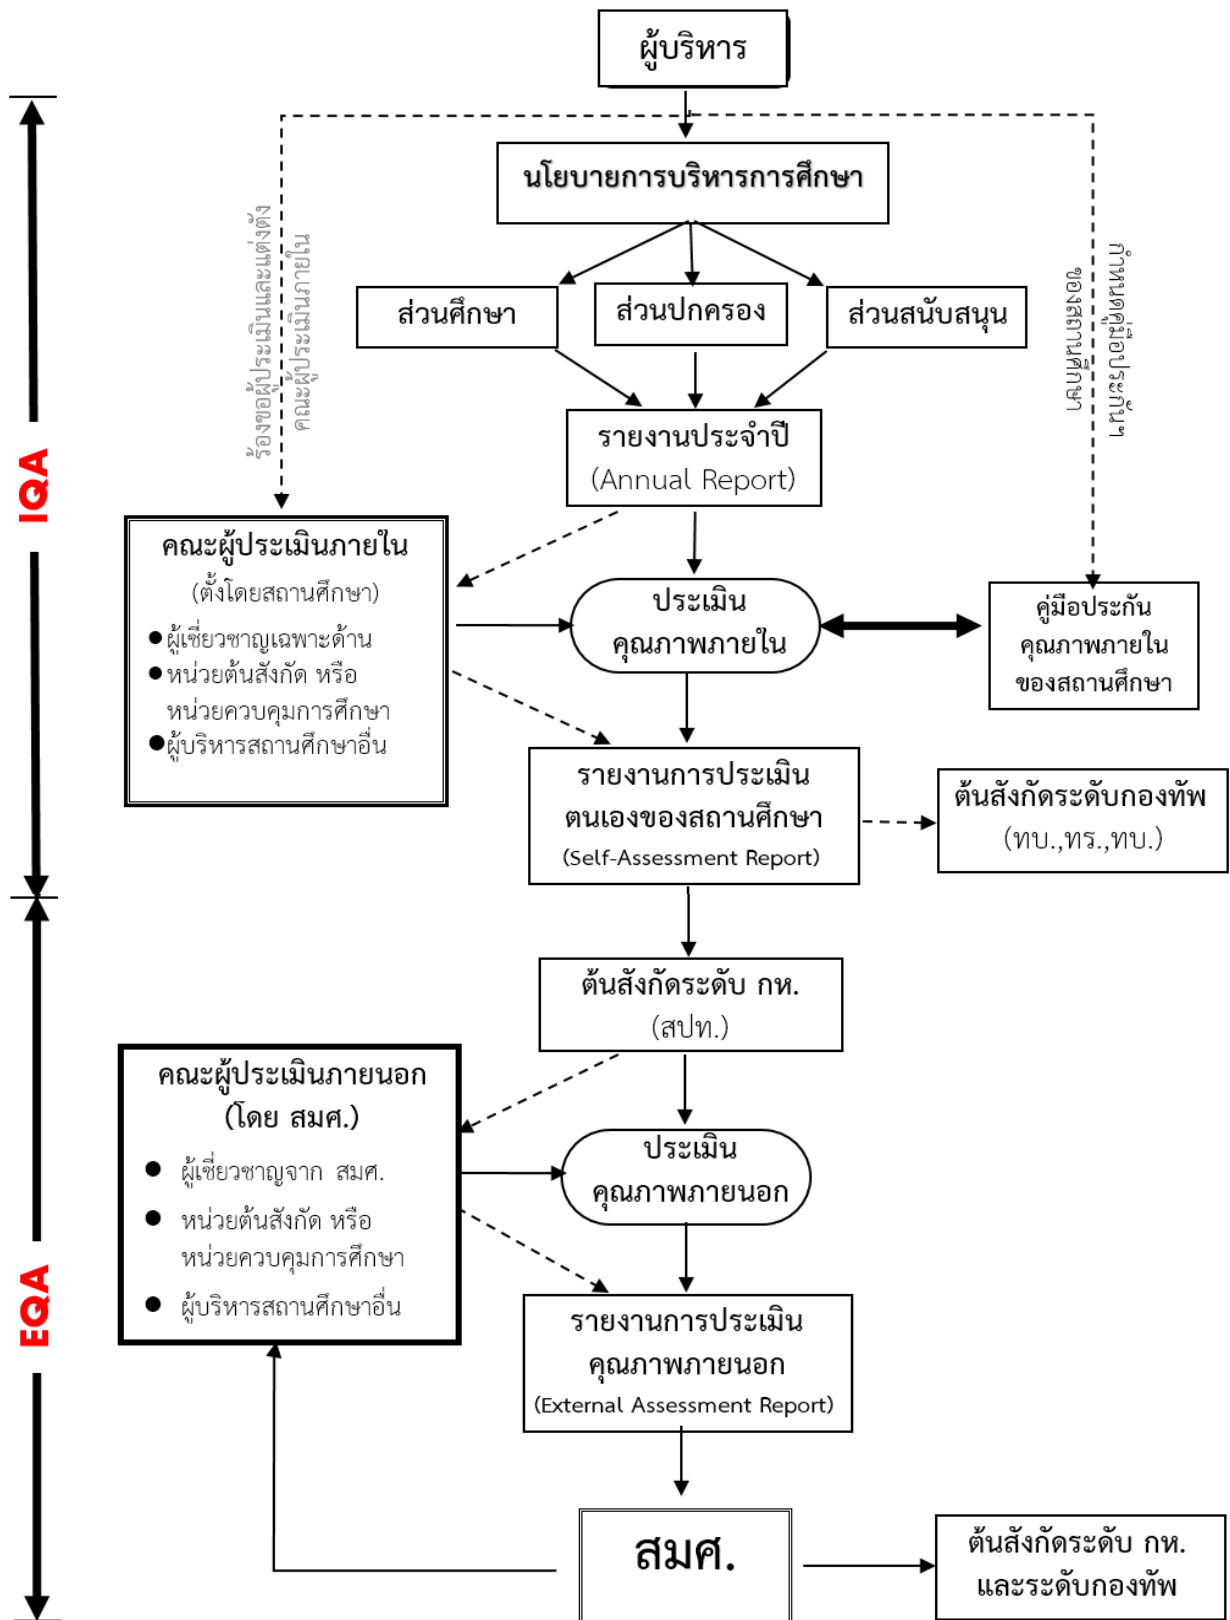 ผู้บริหาร
นโยบายการบริหารการศึกษา
ร้องขอผู้ประเมินและแต่งตั้ง
คณะผู้ประเมินภายใน
กำหนดคู่มือประกันฯ
ของสถานศึกษา
ส่วนศึกษา
ส่วนปกครอง
ส่วนสนับสนุน
รายงานประจำปี
(Annual Report)
IQA
คณะผู้ประเมินภายใน
(ตั้งโดยสถานศึกษา)
ผู้เชี่ยวชาญเฉพาะด้าน
หน่วยต้นสังกัด หรือ
หน่วยควบคุมการศึกษา
ผู้บริหารสถานศึกษาอื่น
ประเมิน
คุณภาพภายใน
คู่มือประกัน
คุณภาพภายใน
ของสถานศึกษา
รายงานการประเมิน
ตนเองของสถานศึกษา
(Self-Assessment Report)
ต้นสังกัดระดับกองทัพ
(ทบ.,ทร.,ทบ.)
ต้นสังกัดระดับ กห.
(สปท.)
EQA
คณะผู้ประเมินภายนอก
(โดย สมศ.)
ผู้เชี่ยวชาญจาก สมศ.
หน่วยต้นสังกัด หรือ
หน่วยควบคุมการศึกษา
ผู้บริหารสถานศึกษาอื่น
ประเมิน
คุณภาพภายนอก
รายงานการประเมิน
คุณภาพภายนอก
(External Assessment Report)
สมศ.
ต้นสังกัดระดับ กห.
และระดับกองทัพ